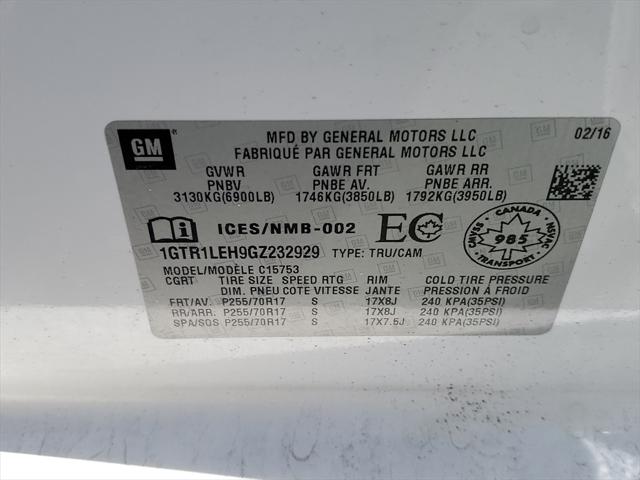 GM
MFD BY GENERAL MOTORS LLC 02/16
FABRIQUÉ PAR GENERAL MOTORS LLC
GVWR GAWR FRT GAWR RR
PNBV PNBE AV. PNBE ARR.
3130KG(6900LB) 1746KG(3850LB) 1792KG(3950LB)
ICES/NMB-002 EC
CANADA
CMVSS 985 NSVAC
1GTR1LEH9GZ232929 TYPE: TRU/CAM
MODEL/MODÈLE C15753
CGRT TIRE SIZE SPEED RTG RIM COLD TIRE PRESSURE
DIM. PNEU COTE VITESSE JANTE PRESSION À FROID
FRT/AV. P255/70R17 S 17X8J 240 KPA(35PSI)
RR/ARR. P255/70R17 S 17X8J 240 KPA(35PSI)
SPA/SOS P255/70R17 S 17X7.5J 240 KPA(35PSI)